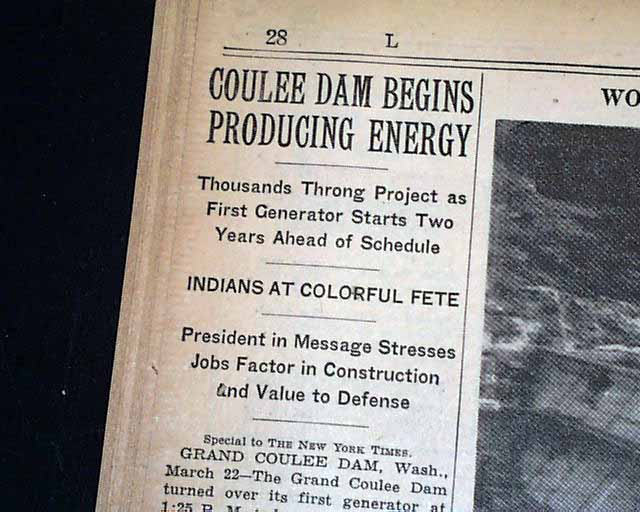 28 L
WO
COULEE DAM BEGINS
PRODUCING ENERGY
Thousands Throng Project as
First Generator Starts Two
Years Ahead of Schedule
INDIANS AT COLORFUL FETE
President in Message Stresses
Jobs Factor in Construction
and Value to Defense
Special to THE NEW YORK TIMES.
GRAND COULEE DAM, Wash.,
March 22—The Grand Coulee Dam
turned over its first generator at
1:25 P.